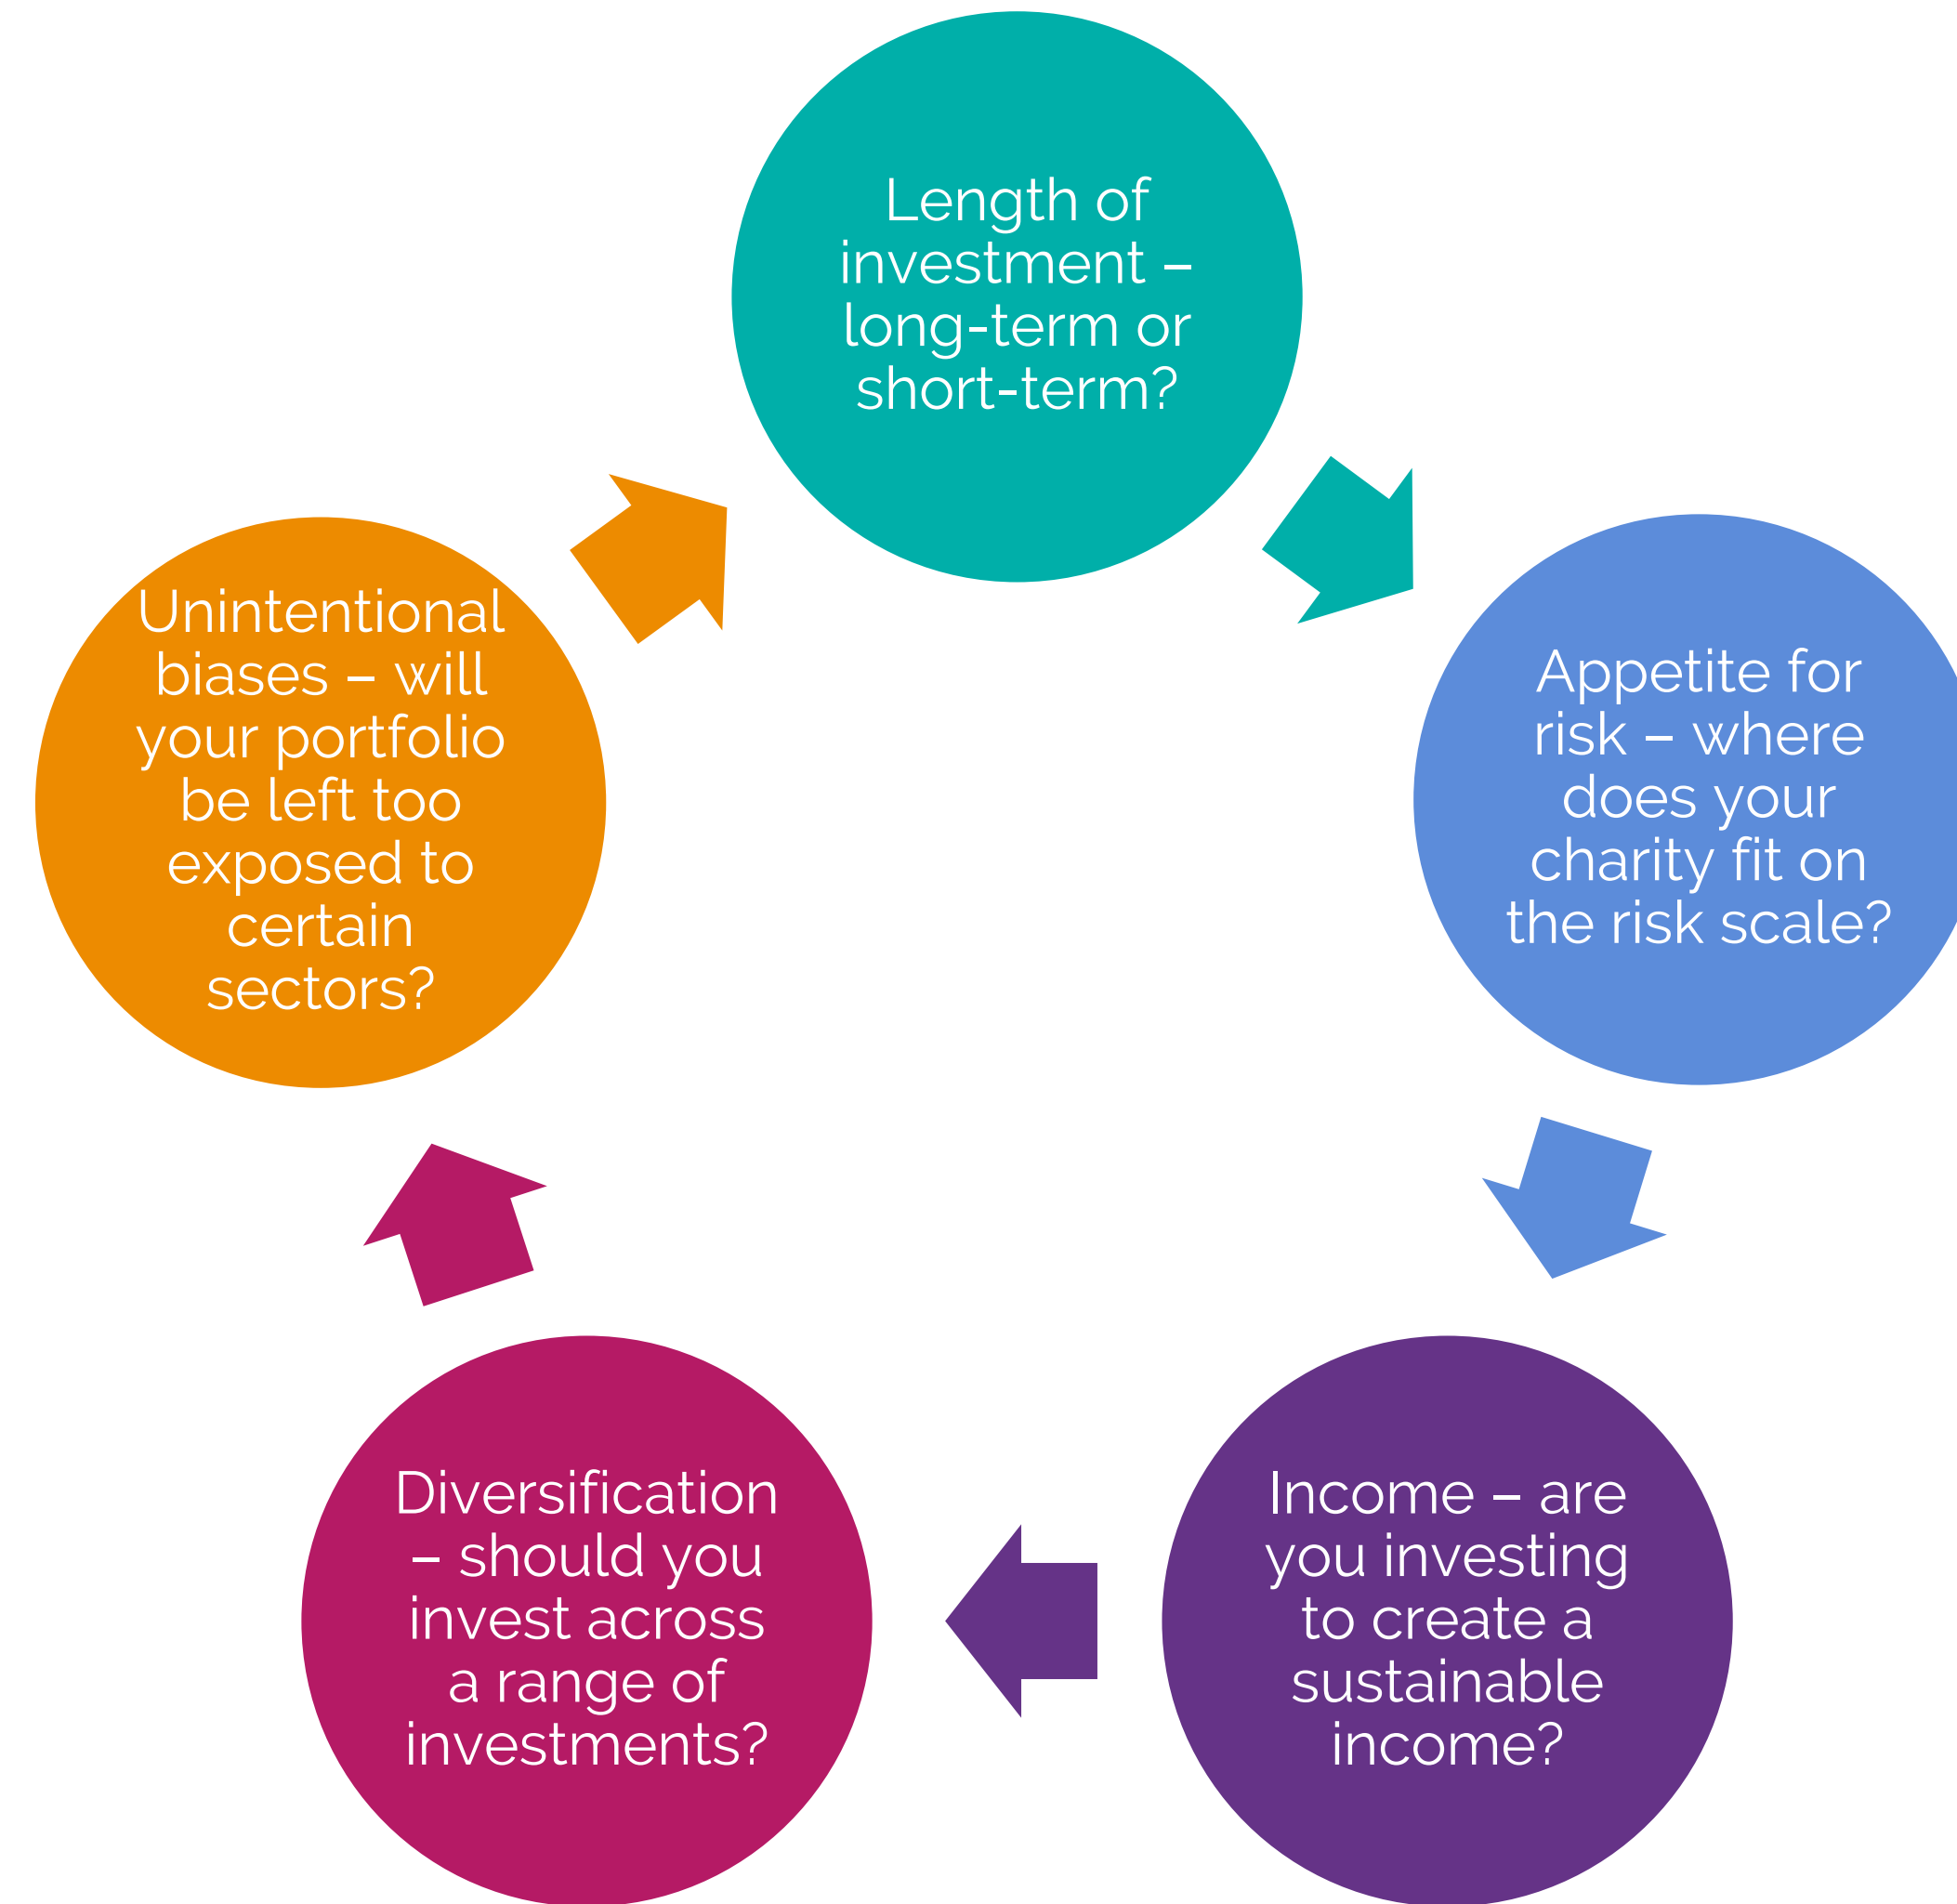 Length of
investment –
long-term or
short-term?
Appetite for
risk – where
does your
charity fit on
the risk scale?
Income – are
you investing
to create a
sustainable
income?
Diversification
– should you
invest across
a range of
investments?
Unintentional
biases – will
your portfolio
be left too
exposed to
certain
sectors?